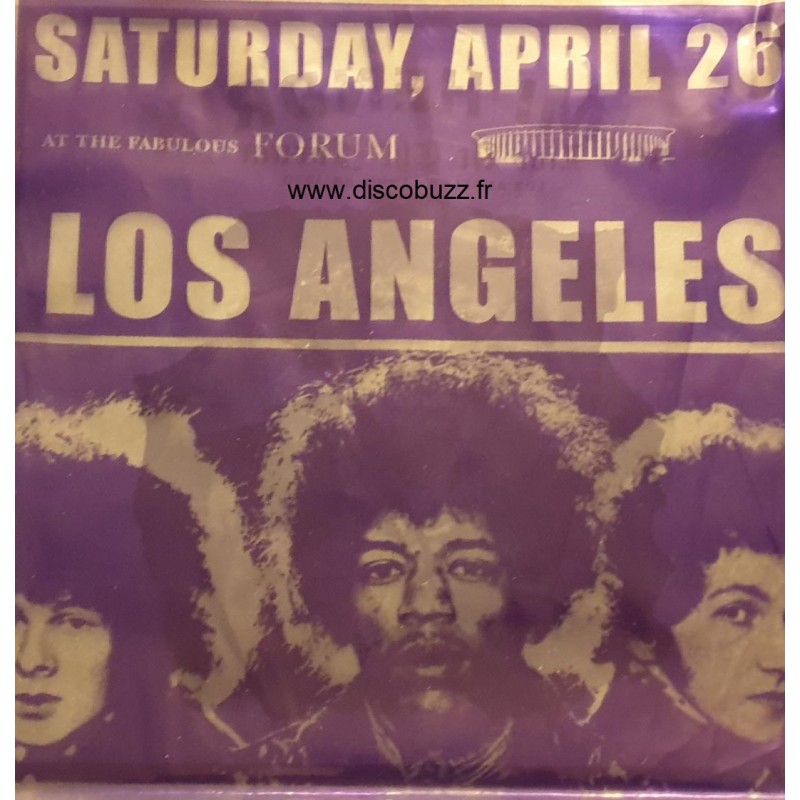 SATURDAY, APRIL 26
AT THE FABULOUS FORUM
www.discobuzz.fr
LOS ANGELES